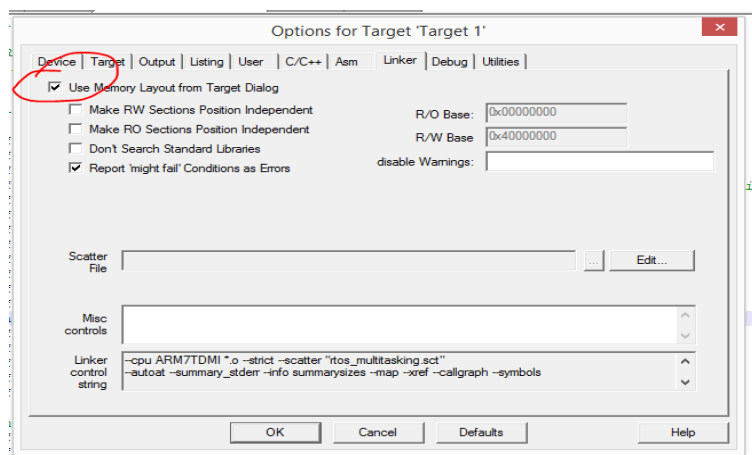 Options for Target 'Target 1'
Device Target Output Listing User C/C++ Asm Linker Debug Utilities
Use Memory Layout from Target Dialog
Make RW Sections Position Independent
Make RO Sections Position Independent
Don't Search Standard Libraries
Report 'might fail' Conditions as Errors
R/O Base: 0x00000000
R/W Base 0x40000000
disable Warnings:
Scatter
File
...
Edit...
Misc
controls
Linker
control
string
--cpu ARM7TDMI *.o --strict --scatter "rtos_multitasking.sct"
--autoat --summary_stderr --info summarysizes --map --xref --callgraph --symbols
OK Cancel Defaults Help